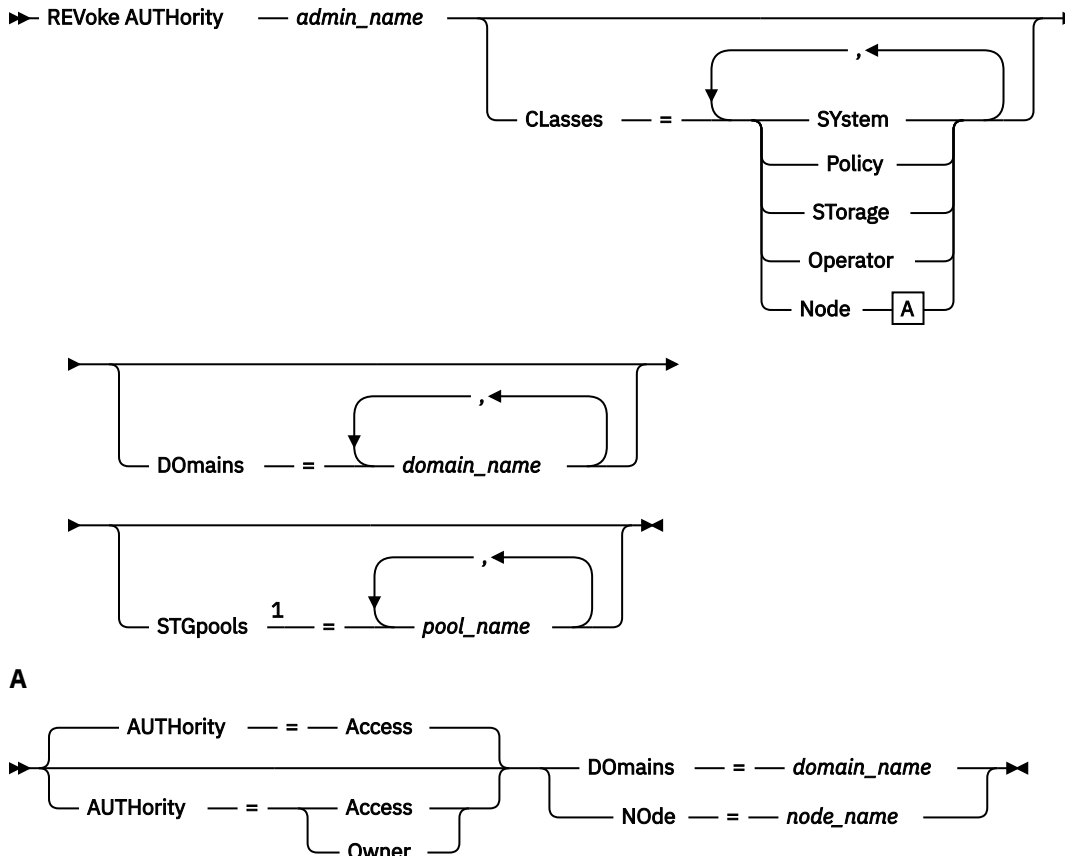 REVoke AUTHority admin_name
,
CLasses = SYstem
Policy
STorage
Operator
Node A
,
DOmains = domain_name
,
STGpools 1 = pool_name
A
AUTHority = Access
DOmains = domain_name
AUTHority = Access
NOde = node_name
Owner